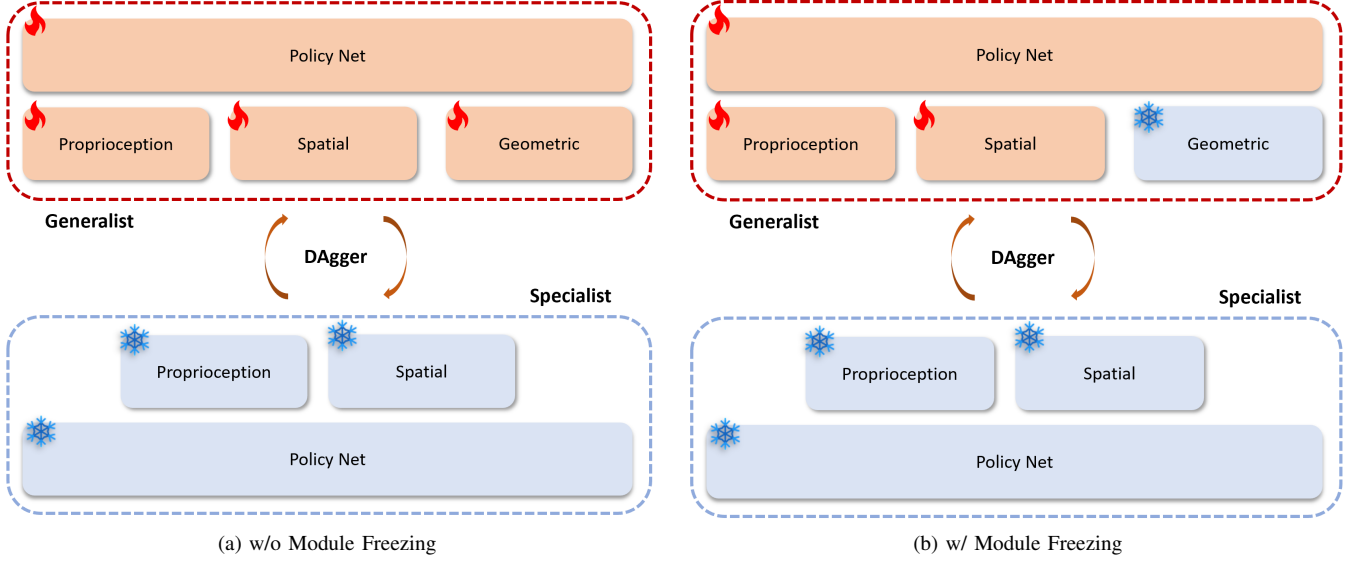 Policy Net
Proprioception
Spatial
Geometric
Generalist
DAgger
Specialist
Proprioception
Spatial
Policy Net
(a) w/o Module Freezing
Policy Net
Proprioception
Spatial
Geometric
Generalist
DAgger
Specialist
Proprioception
Spatial
Policy Net
(b) w/ Module Freezing